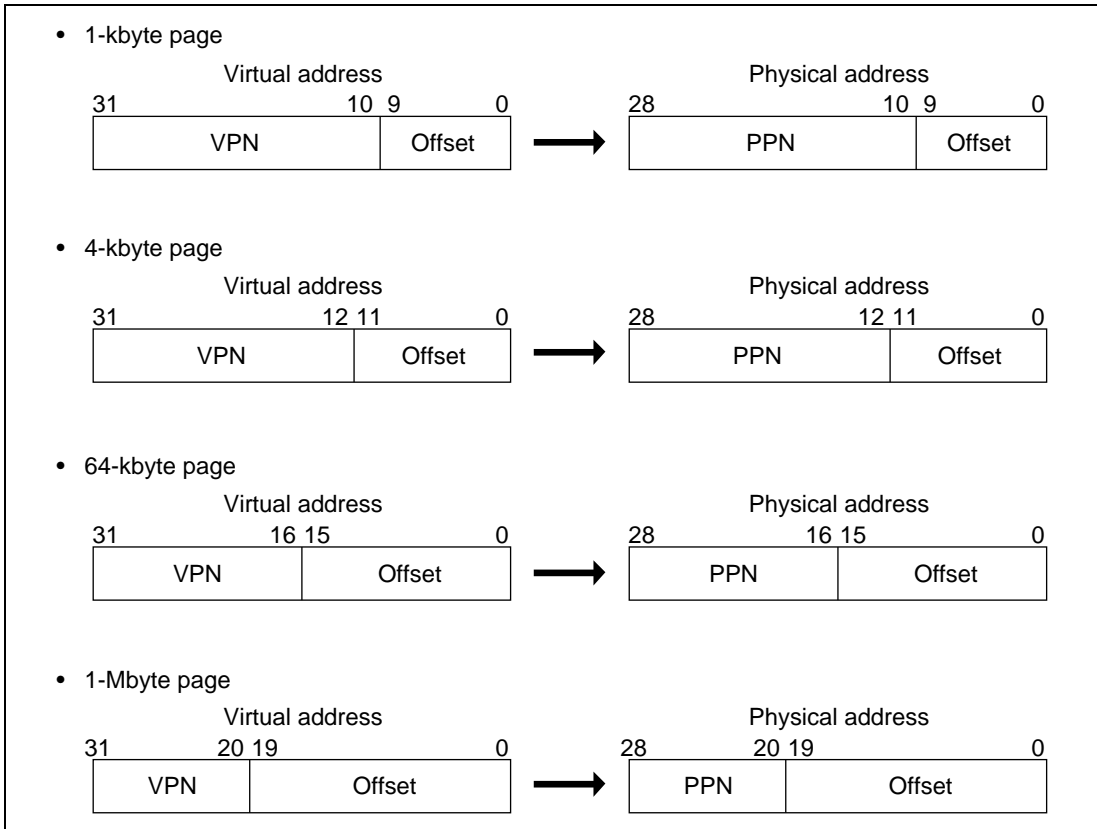 • 1-kbyte page
Virtual address Physical address
31 10 9 0 28 10 9 0
VPN Offset PPN Offset
• 4-kbyte page
Virtual address Physical address
31 12 11 0 28 12 11 0
VPN Offset PPN Offset
• 64-kbyte page
Virtual address Physical address
31 16 15 0 28 16 15 0
VPN Offset PPN Offset
• 1-Mbyte page
Virtual address Physical address
31 20 19 0 28 20 19 0
VPN Offset PPN Offset